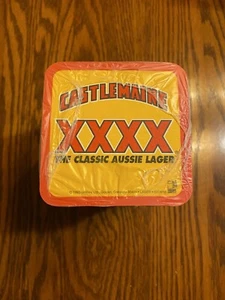 CASTLEMAINE
XXXX
THE CLASSIC AUSSIE LAGER